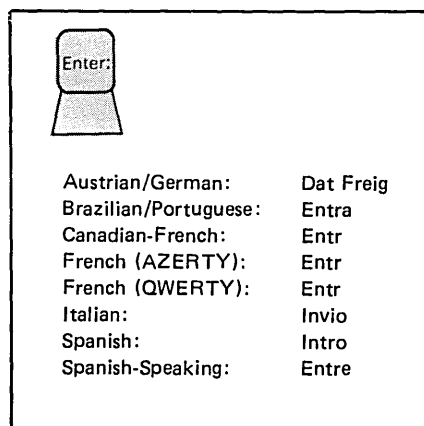 Enter:
Austrian/German: Dat Freig
Brazilian/Portuguese: Entra
Canadian-French: Entr
French (AZERTY): Entr
French (QWERTY): Entr
Italian: Invio
Spanish: Intro
Spanish-Speaking: Entre